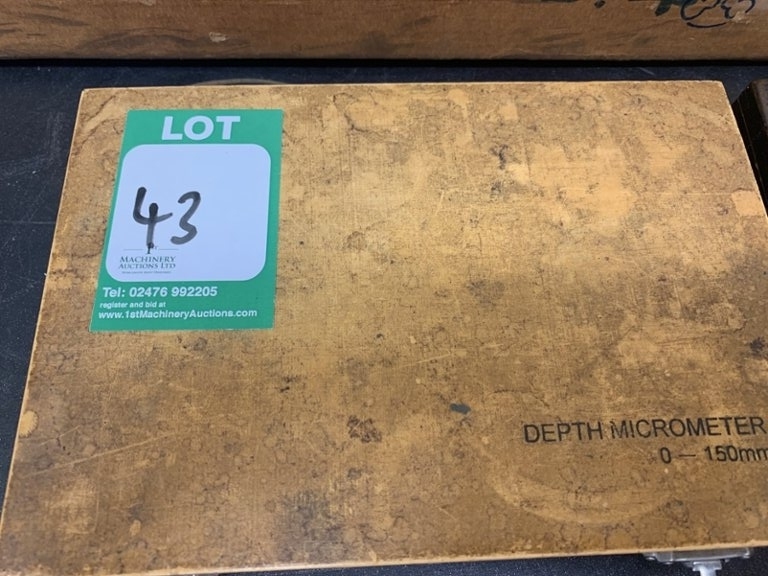 LOT
43
1st
MACHINERY
AUCTIONS LTD
Tel: 02476 992205
register and bid at
www.1stMachineryAuctions.com
DEPTH MICROMETER
0 — 150mm